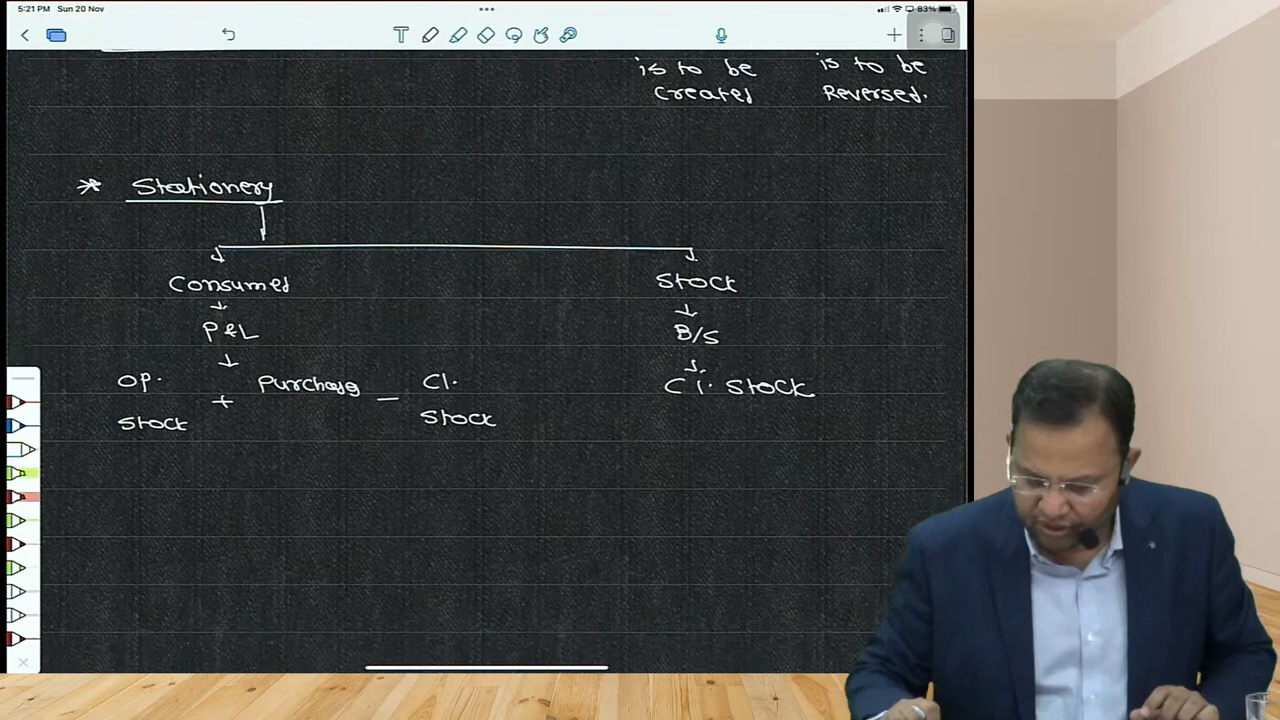 5:21 PM Sun 20 Nov
83%
T
is to be is to be
Created Reversed.
* Stationery
Consumed Stock
P&L B/S
OP. Purchase Cl. Cl. Stock
+ —
Stock Stock